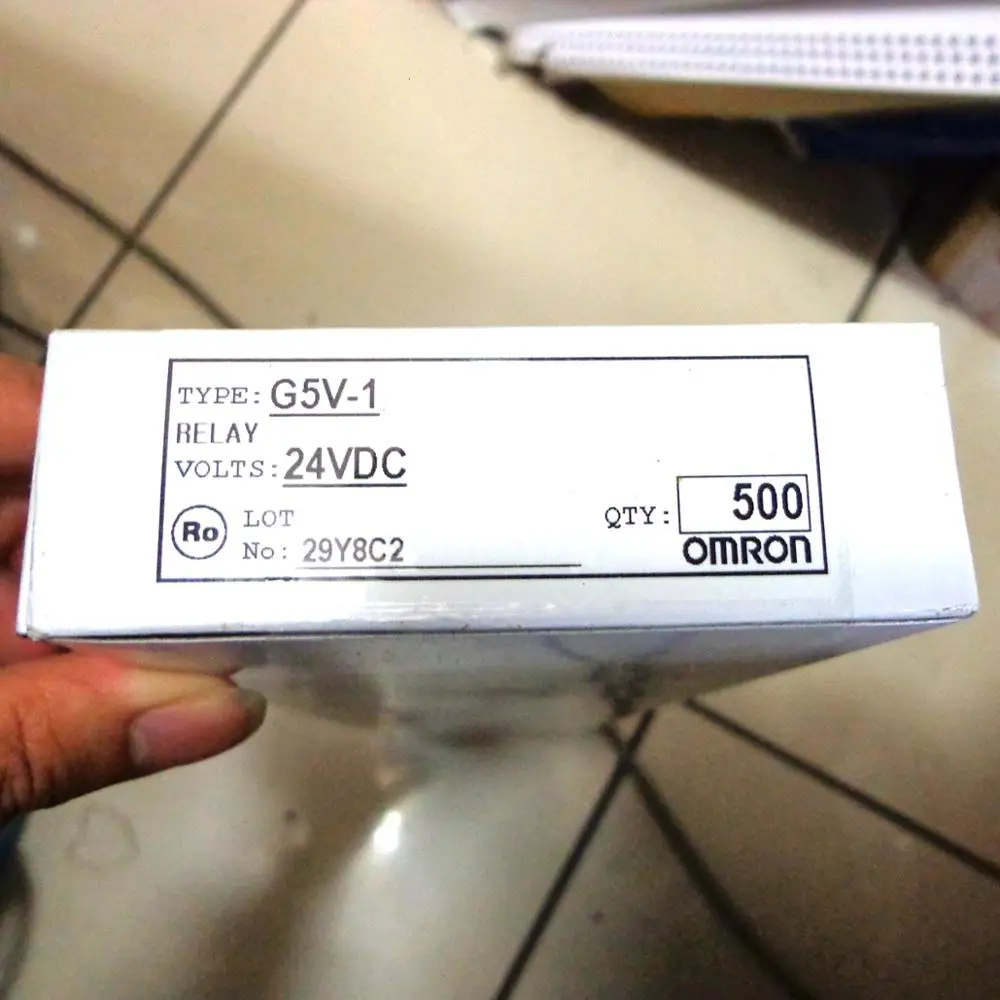 TYPE: G5V-1
RELAY
VOLTS: 24VDC
Ro
LOT
No: 29Y8C2
QTY: 500
OMRON